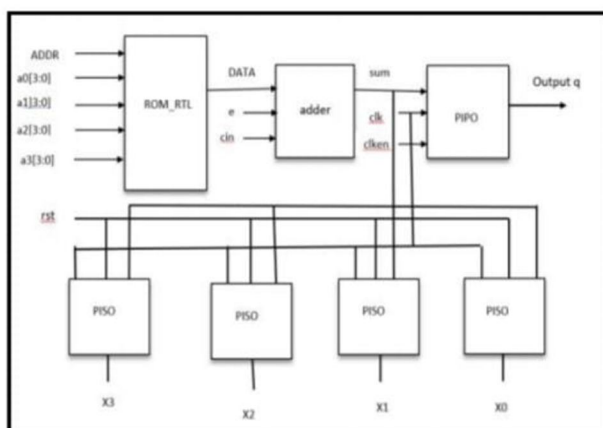 ADDR
a0[3:0]
a1]3:0]
a2[3:0]
a3[3:0]
ROM_RTL
DATA
e
cin
adder
sum
clk
clken
PIPO
Output q
rst
PISO
PISO
PISO
PISO
X3
X2
X1
X0